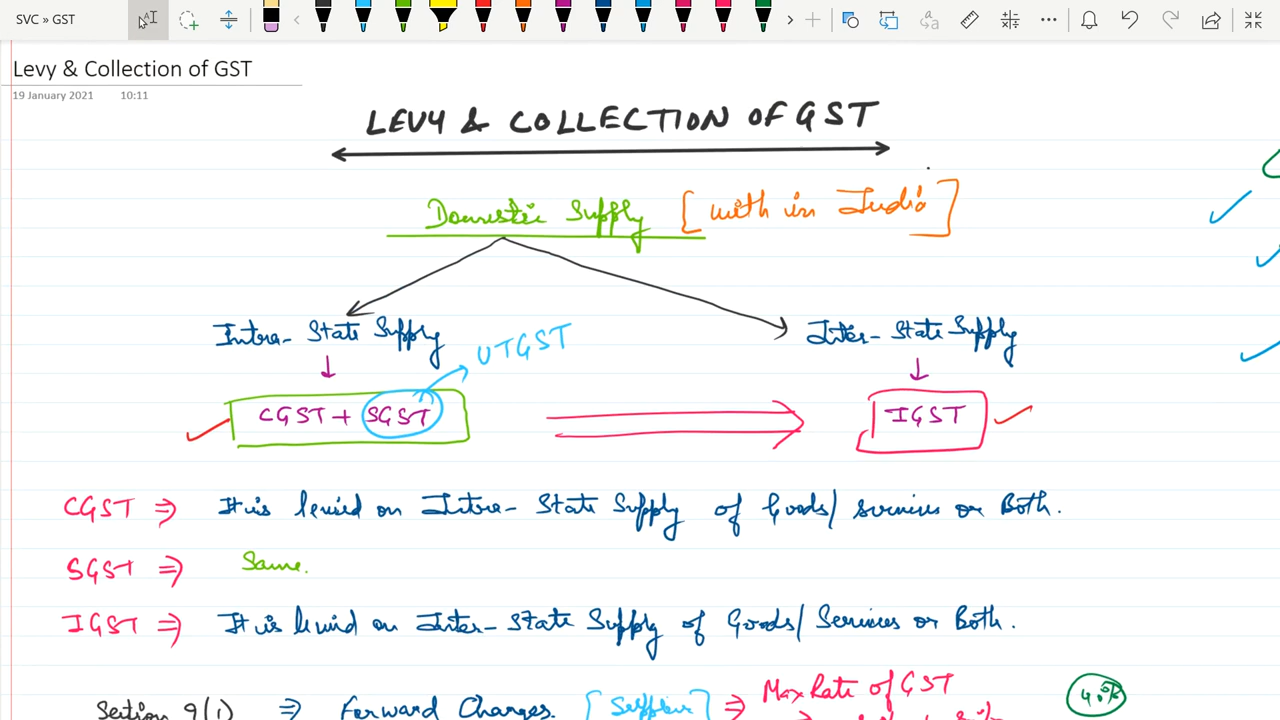 SVC » GST
Levy & Collection of GST
19 January 2021 10:11
LEVY & COLLECTION OF GST
Domestic Supply [with in India]
Intra-State Supply
Inter-State Supply
UTGST
CGST + SGST
IGST
CGST ⇒ It is levied on Intra-State Supply of Goods/services or Both.
SGST ⇒ Same.
IGST ⇒ It is levied on Inter-State Supply of Goods/Services or Both.
Max Rate of GST
Section 9(1) ⇒ Forward Charges. [Supplier] ⇒
40%